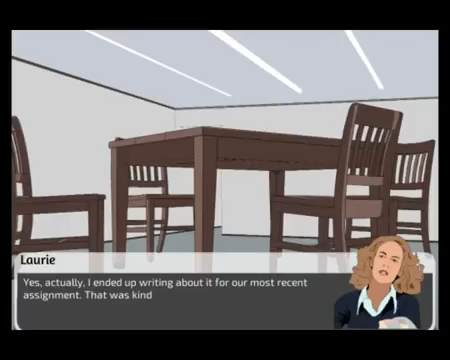 Laurie
Yes, actually, I ended up writing about it for our most recent
assignment. That was kind